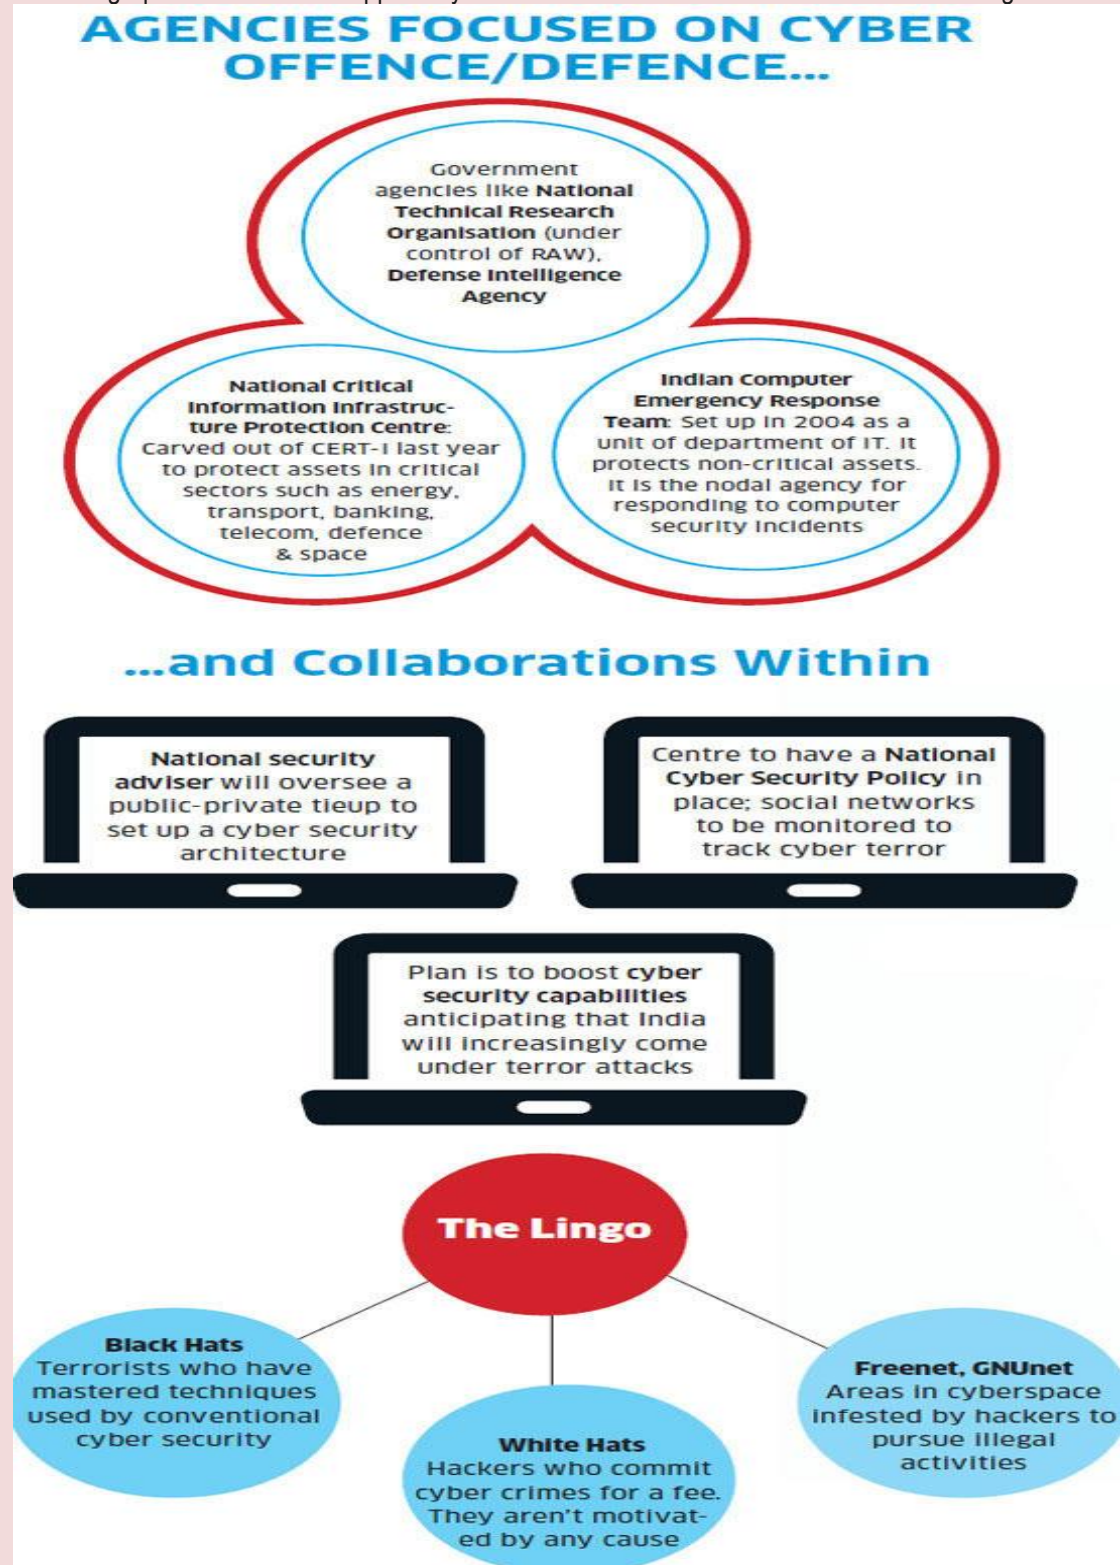 AGENCIES FOCUSED ON CYBER
OFFENCE/DEFENCE...
Government
agencies like National
Technical Research
Organisation (under
control of RAW),
Defense Intelligence
Agency
National Critical
Information Infrastruc-
ture Protection Centre:
Carved out of CERT-I last year
to protect assets in critical
sectors such as energy,
transport, banking,
telecom, defence
& space
Indian Computer
Emergency Response
Team: Set up in 2004 as a
unit of department of IT. It
protects non-critical assets.
It is the nodal agency for
responding to computer
security incidents
...and Collaborations Within
National security
adviser will oversee a
public-private tieup to
set up a cyber security
architecture
Centre to have a National
Cyber Security Policy in
place; social networks
to be monitored to
track cyber terror
Plan is to boost cyber
security capabilities
anticipating that India
will increasingly come
under terror attacks
The Lingo
Black Hats
Terrorists who have
mastered techniques
used by conventional
cyber security
White Hats
Hackers who commit
cyber crimes for a fee.
They aren't motivat-
ed by any cause
Freenet, GNUnet
Areas in cyberspace
infested by hackers to
pursue illegal
activities